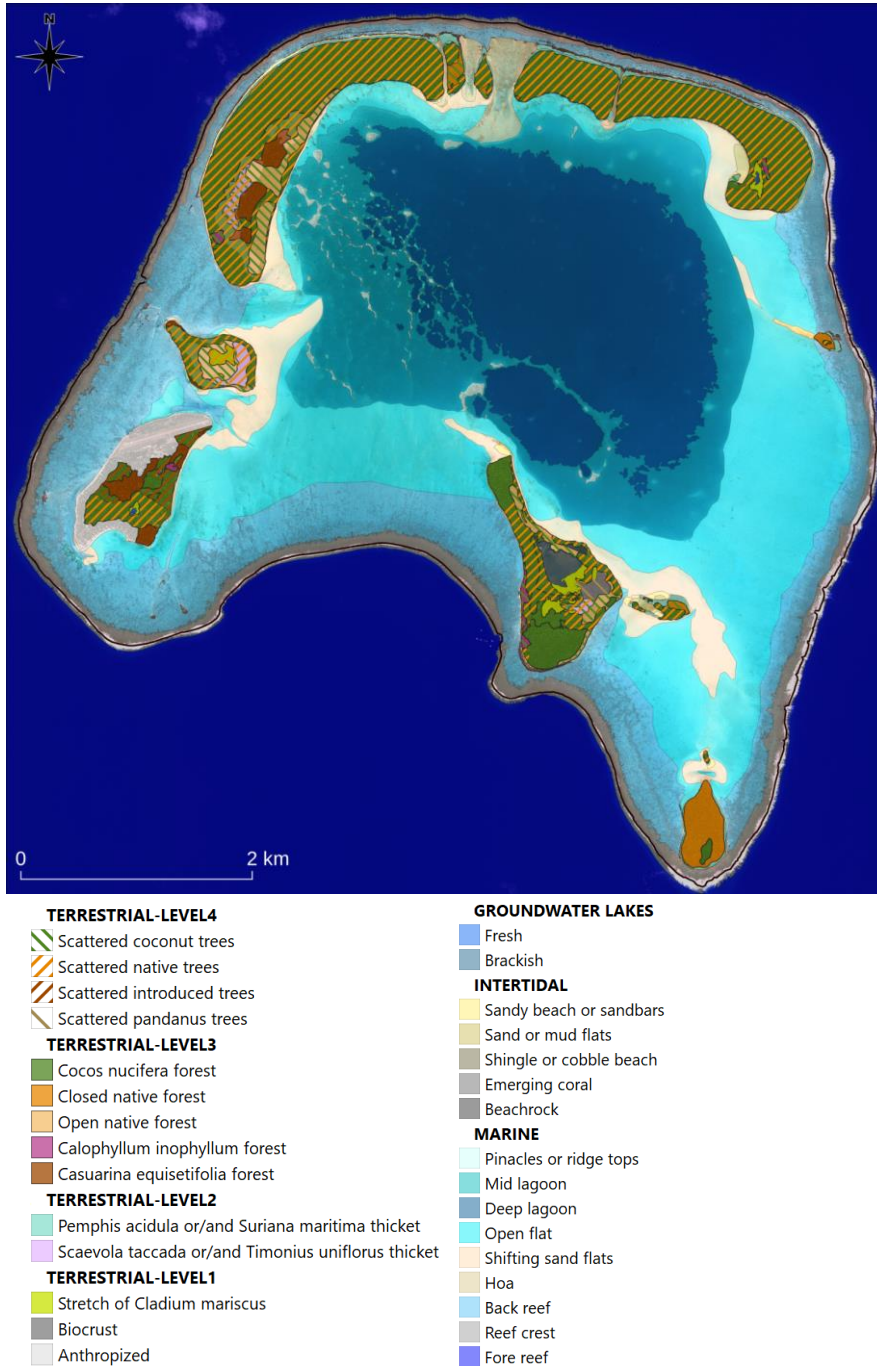 N
0 2 km
TERRESTRIAL-LEVEL4
Scattered coconut trees
Scattered native trees
Scattered introduced trees
Scattered pandanus trees
TERRESTRIAL-LEVEL3
Cocos nucifera forest
Closed native forest
Open native forest
Calophyllum inophyllum forest
Casuarina equisetifolia forest
TERRESTRIAL-LEVEL2
Pemphis acidula or/and Suriana maritima thicket
Scaevola taccada or/and Timonius uniflorus thicket
TERRESTRIAL-LEVEL1
Stretch of Cladium mariscus
Biocrust
Anthropized
GROUNDWATER LAKES
Fresh
Brackish
INTERTIDAL
Sandy beach or sandbars
Sand or mud flats
Shingle or cobble beach
Emerging coral
Beachrock
MARINE
Pinacles or ridge tops
Mid lagoon
Deep lagoon
Open flat
Shifting sand flats
Hoa
Back reef
Reef crest
Fore reef